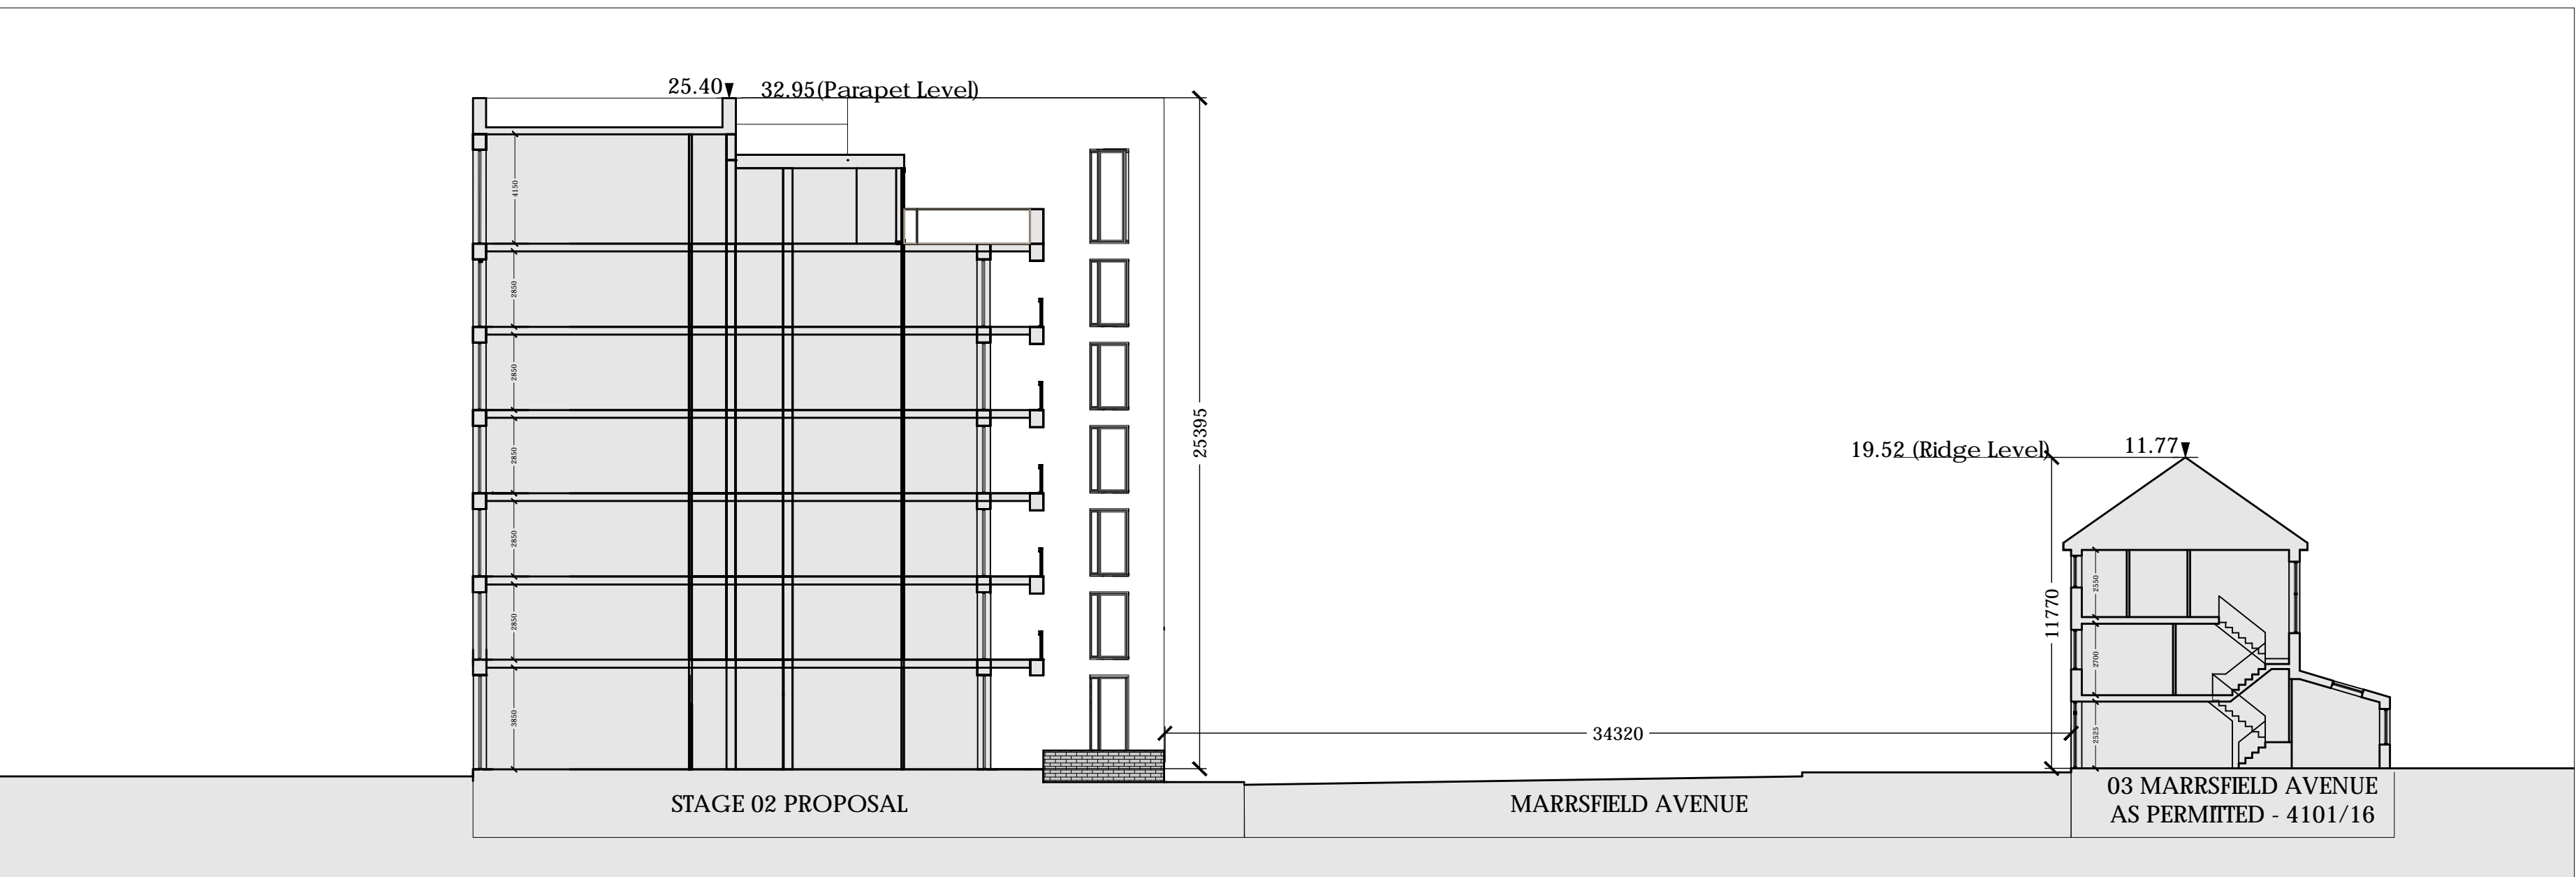 25.40 32.95(Parapet Level)
4150
2850
2850
2850
2850
2850
3850
25395
34320
19.52 (Ridge Level) 11.77
11770
2550
2700
2525
STAGE 02 PROPOSAL
MARRSFIELD AVENUE
03 MARRSFIELD AVENUE
AS PERMITTED - 4101/16